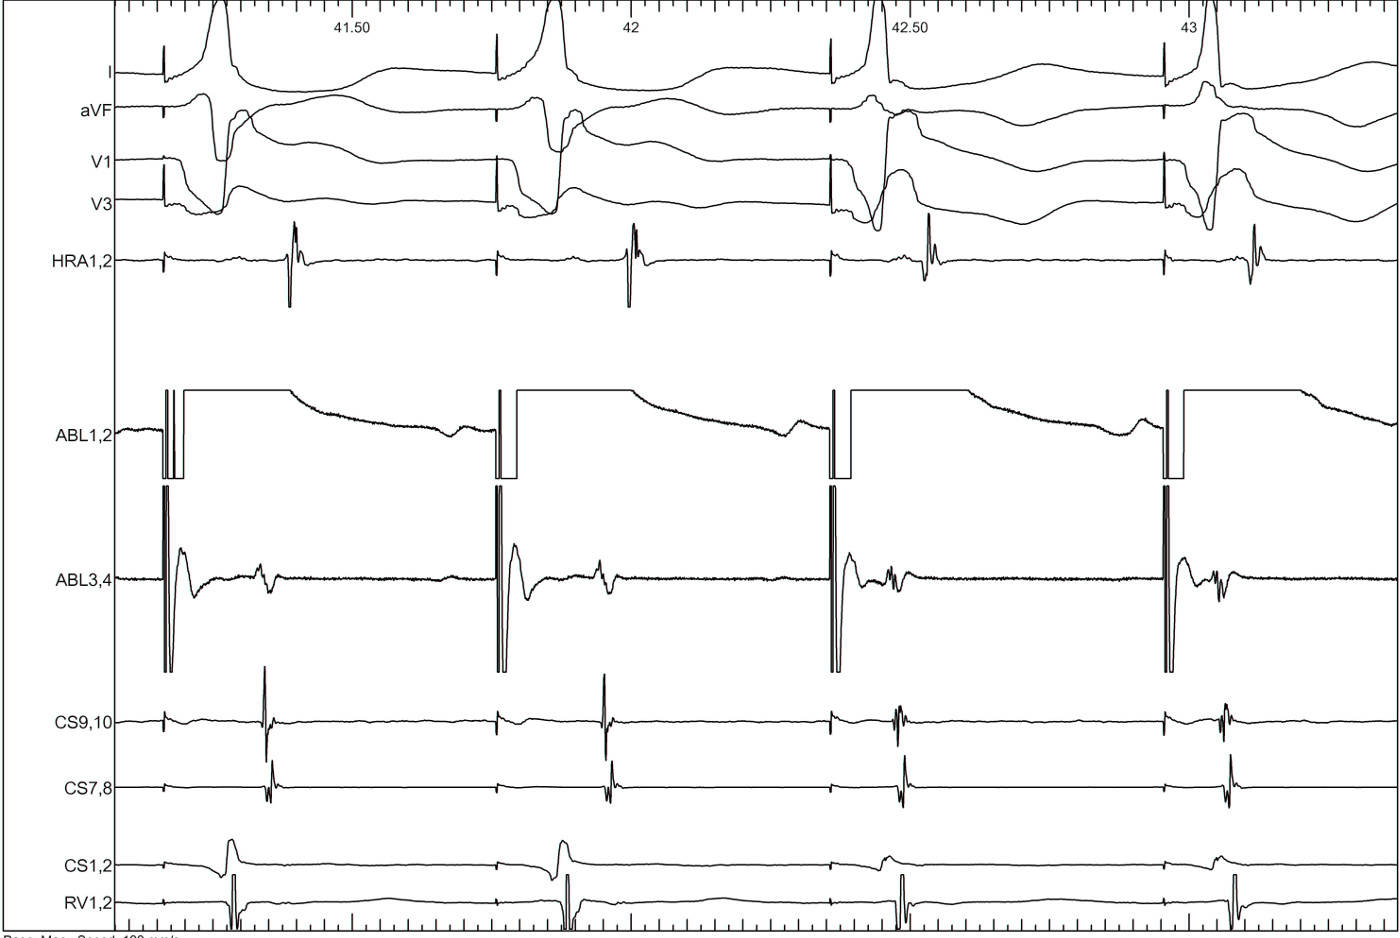 41.50 42 42.50 43
I
aVF
V1
V3
HRA1,2
ABL1,2
ABL3,4
CS9,10
CS7,8
CS1,2
RV1,2